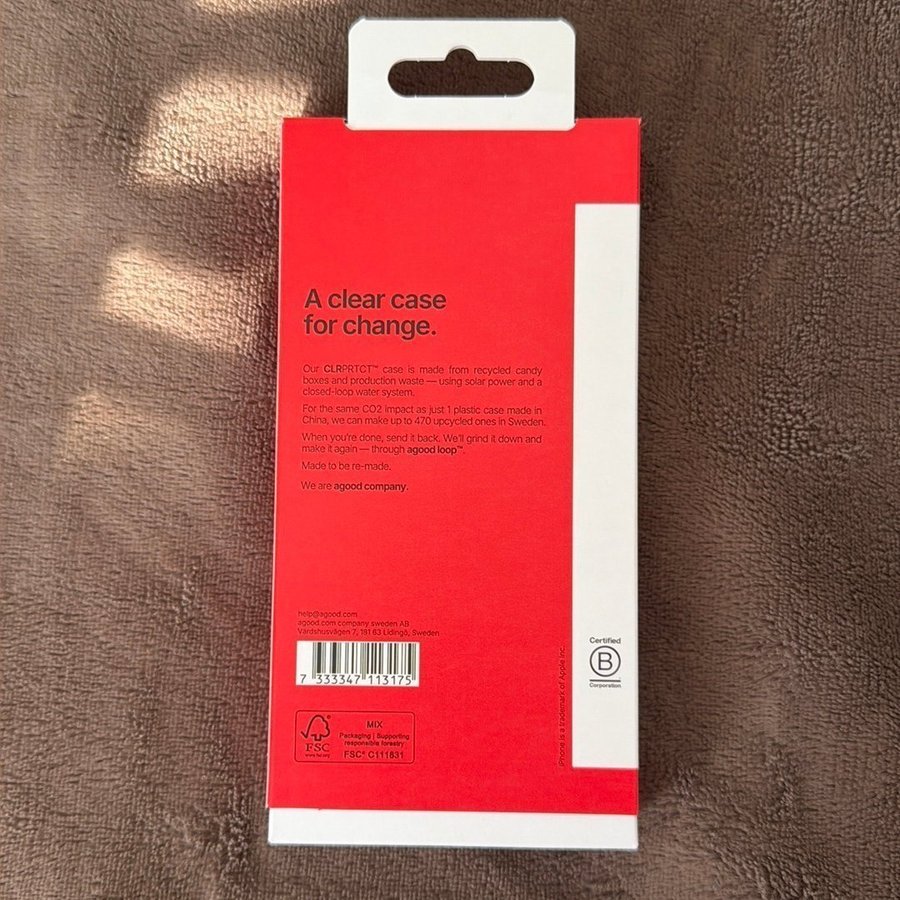 A clear case
for change.
Our CLRPRTCT™ case is made from recycled candy
boxes and production waste — using solar power and a
closed-loop water system.
For the same CO2 impact as just 1 plastic case made in
China, we can make up to 470 upcycled ones in Sweden.
When you're done, send it back. We'll grind it down and
make it again — through agood loop™.
Made to be re-made.
We are agood company.
help@agood.com
agood.com company sweden AB
Värdshusvägen 7, 181 63 Lidingö, Sweden
7 333347 113175
FSC
www.fsc.org
MIX
Packaging | Supporting
responsible forestry
FSC® C111631
iPhone is a trademark of Apple Inc.
Certified
B
Corporation